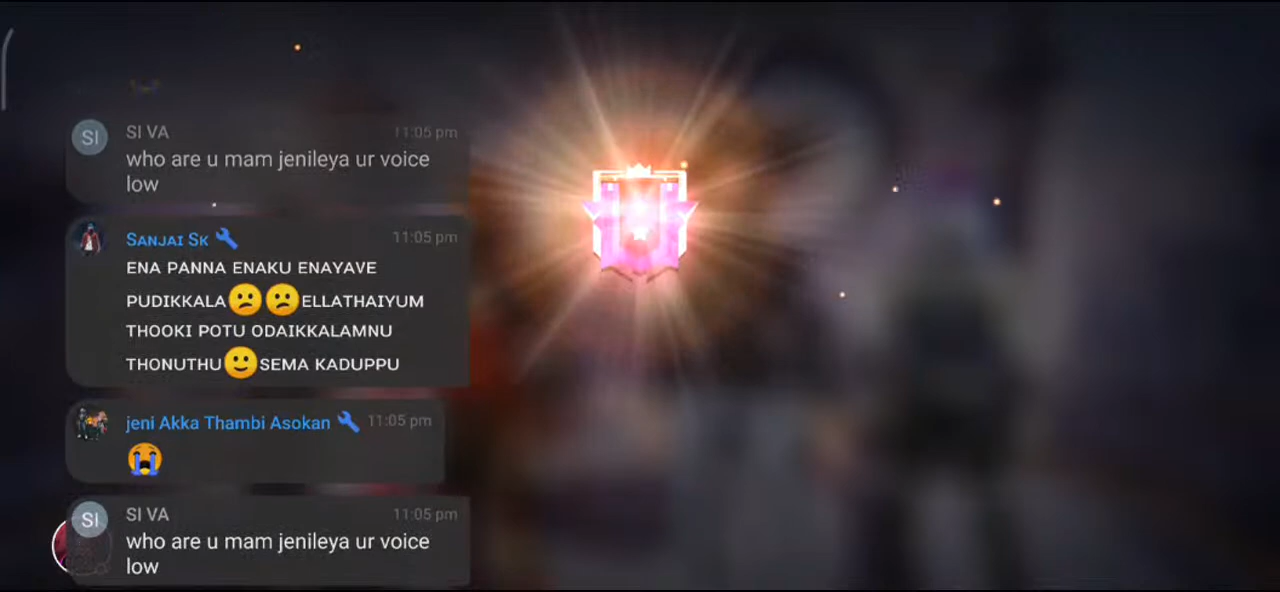 SI
SI VA
11:05 pm
who are u mam jenileya ur voice
low
SANJAI SK 🔧
11:05 pm
ENA PANNA ENAKU ENAYAVE
PUDIKKALA😕😕ELLATHAIYUM
THOOKI POTU ODAIKKALAMNU
THONUTHU🙂SEMA KADUPPU
jeni Akka Thambi Asokan 🔧
11:05 pm
😭
SI
SI VA
11:05 pm
who are u mam jenileya ur voice
low